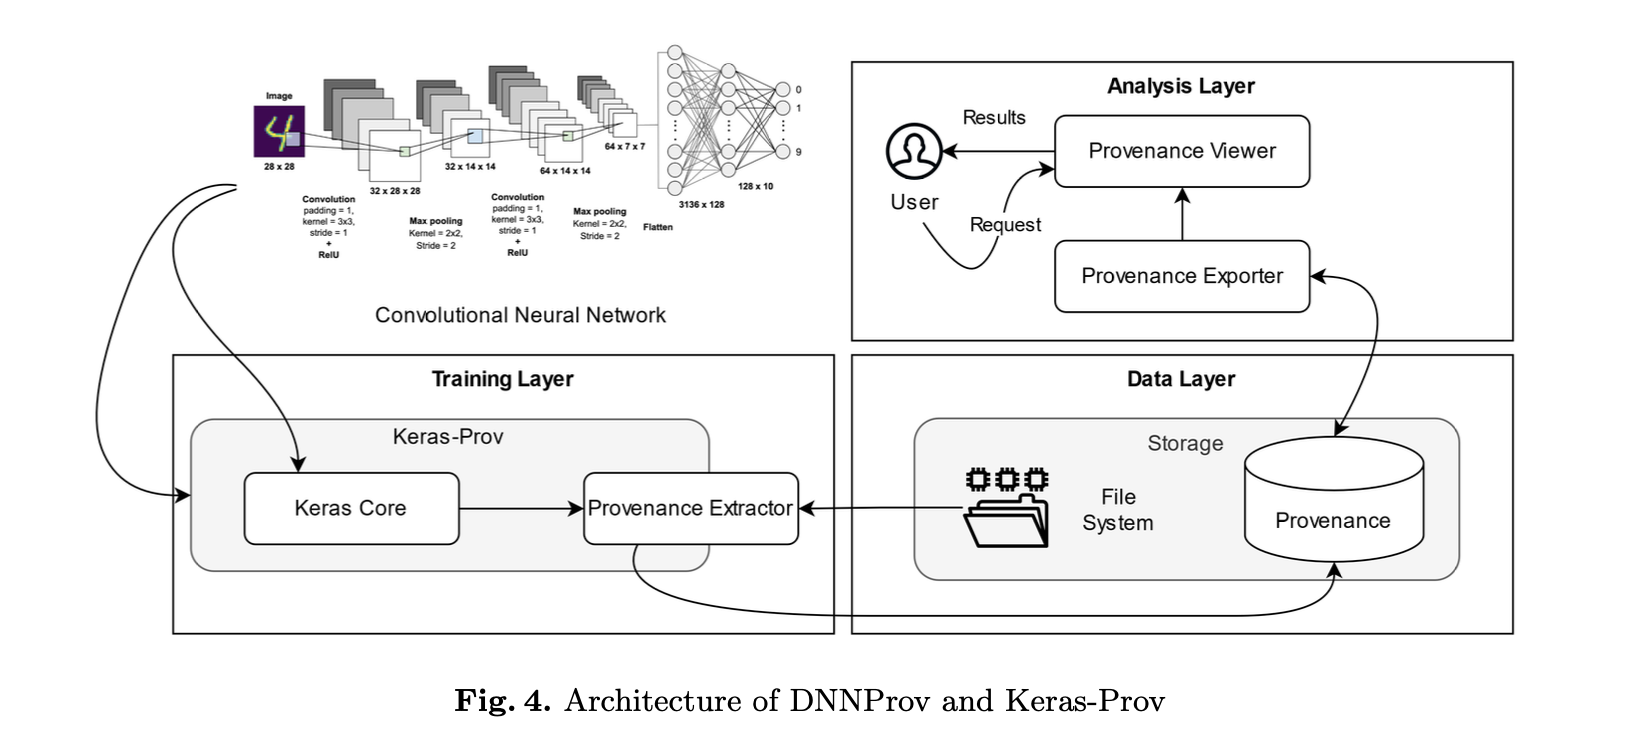 Image
28 x 28
32 x 28 x 28
32 x 14 x 14
64 x 14 x 14
64 x 7 x 7
0
1
9
128 x 10
3136 x 128
Convolution
padding = 1,
kernel = 3x3,
stride = 1
+
RelU
Max pooling
Kernel = 2x2,
Stride = 2
Convolution
padding = 1,
kernel = 3x3,
stride = 1
+
RelU
Max pooling
Kernel = 2x2,
Stride = 2
Flatten
Convolutional Neural Network
Analysis Layer
Results
Provenance Viewer
User
Request
Provenance Exporter
Training Layer
Keras-Prov
Keras Core
Provenance Extractor
Data Layer
Storage
File
System
Provenance
Fig. 4. Architecture of DNNProv and Keras-Prov